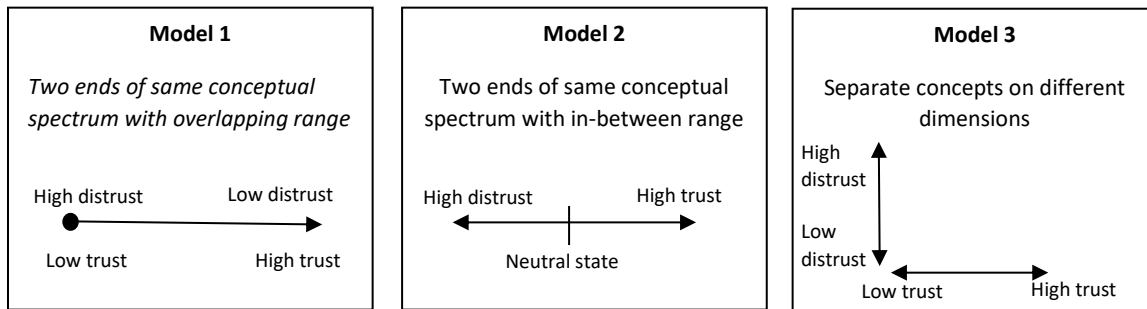 Model 1
Two ends of same conceptual
spectrum with overlapping range
High distrust
Low distrust
Low trust
High trust
Model 2
Two ends of same conceptual
spectrum with in-between range
High distrust
High trust
Neutral state
Model 3
Separate concepts on different
dimensions
High
distrust
Low
distrust
Low trust
High trust